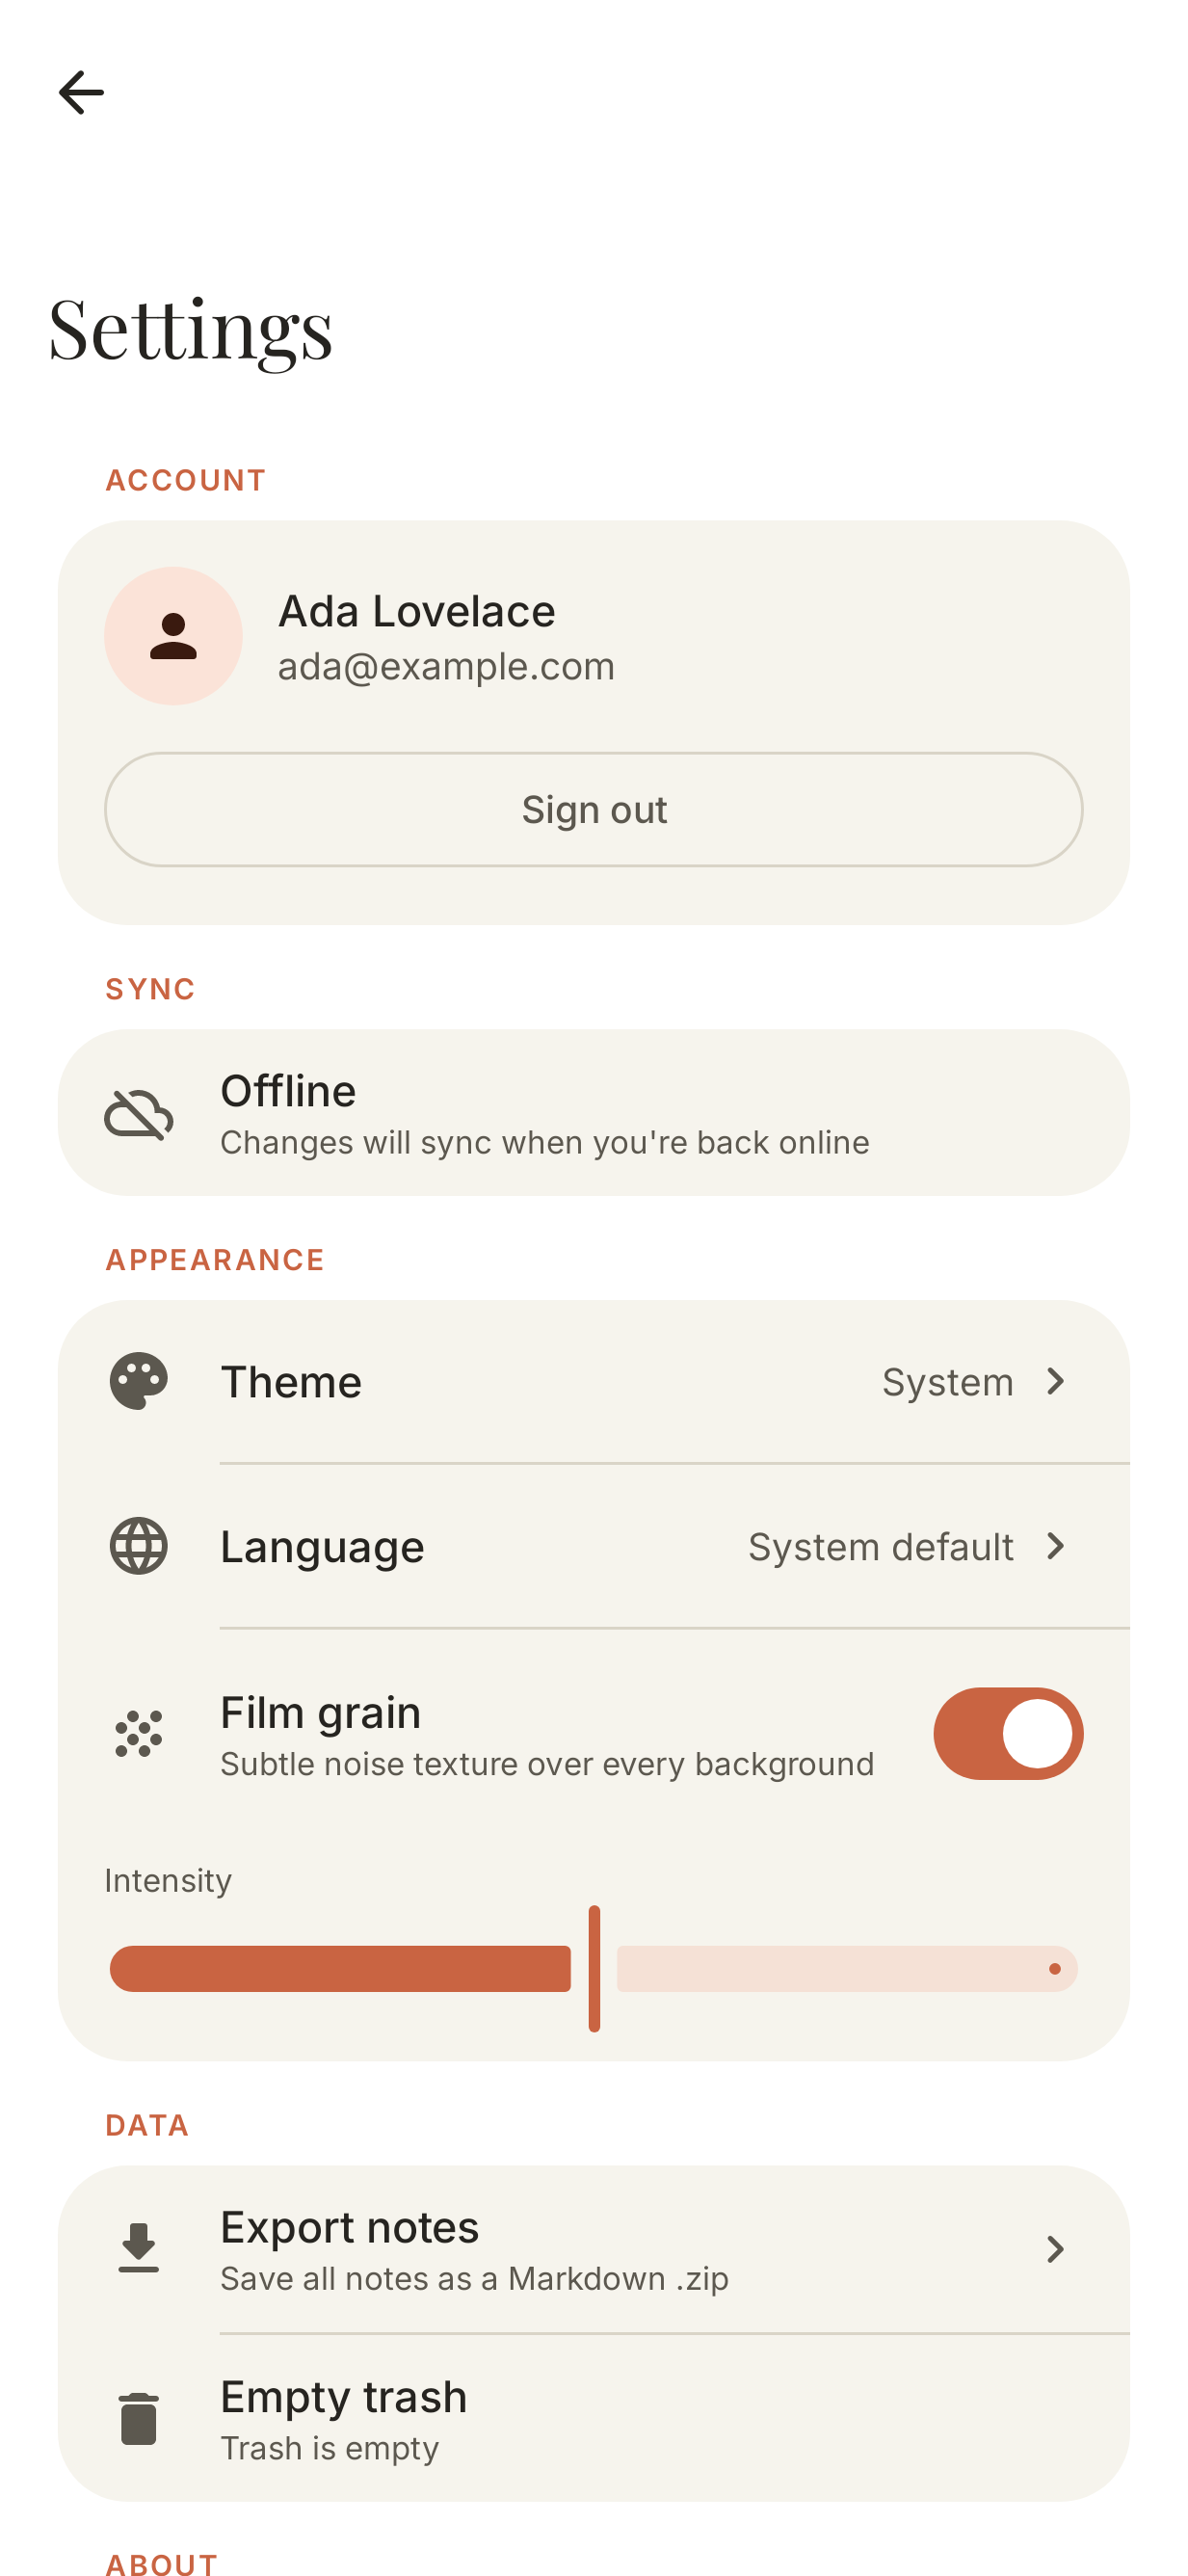 Settings
ACCOUNT
Ada Lovelace
ada@example.com
Sign out
SYNC
Offline
Changes will sync when you're back online
APPEARANCE
Theme
System
Language
System default
Film grain
Subtle noise texture over every background
Intensity
DATA
Export notes
Save all notes as a Markdown .zip
Empty trash
Trash is empty
ABOUT